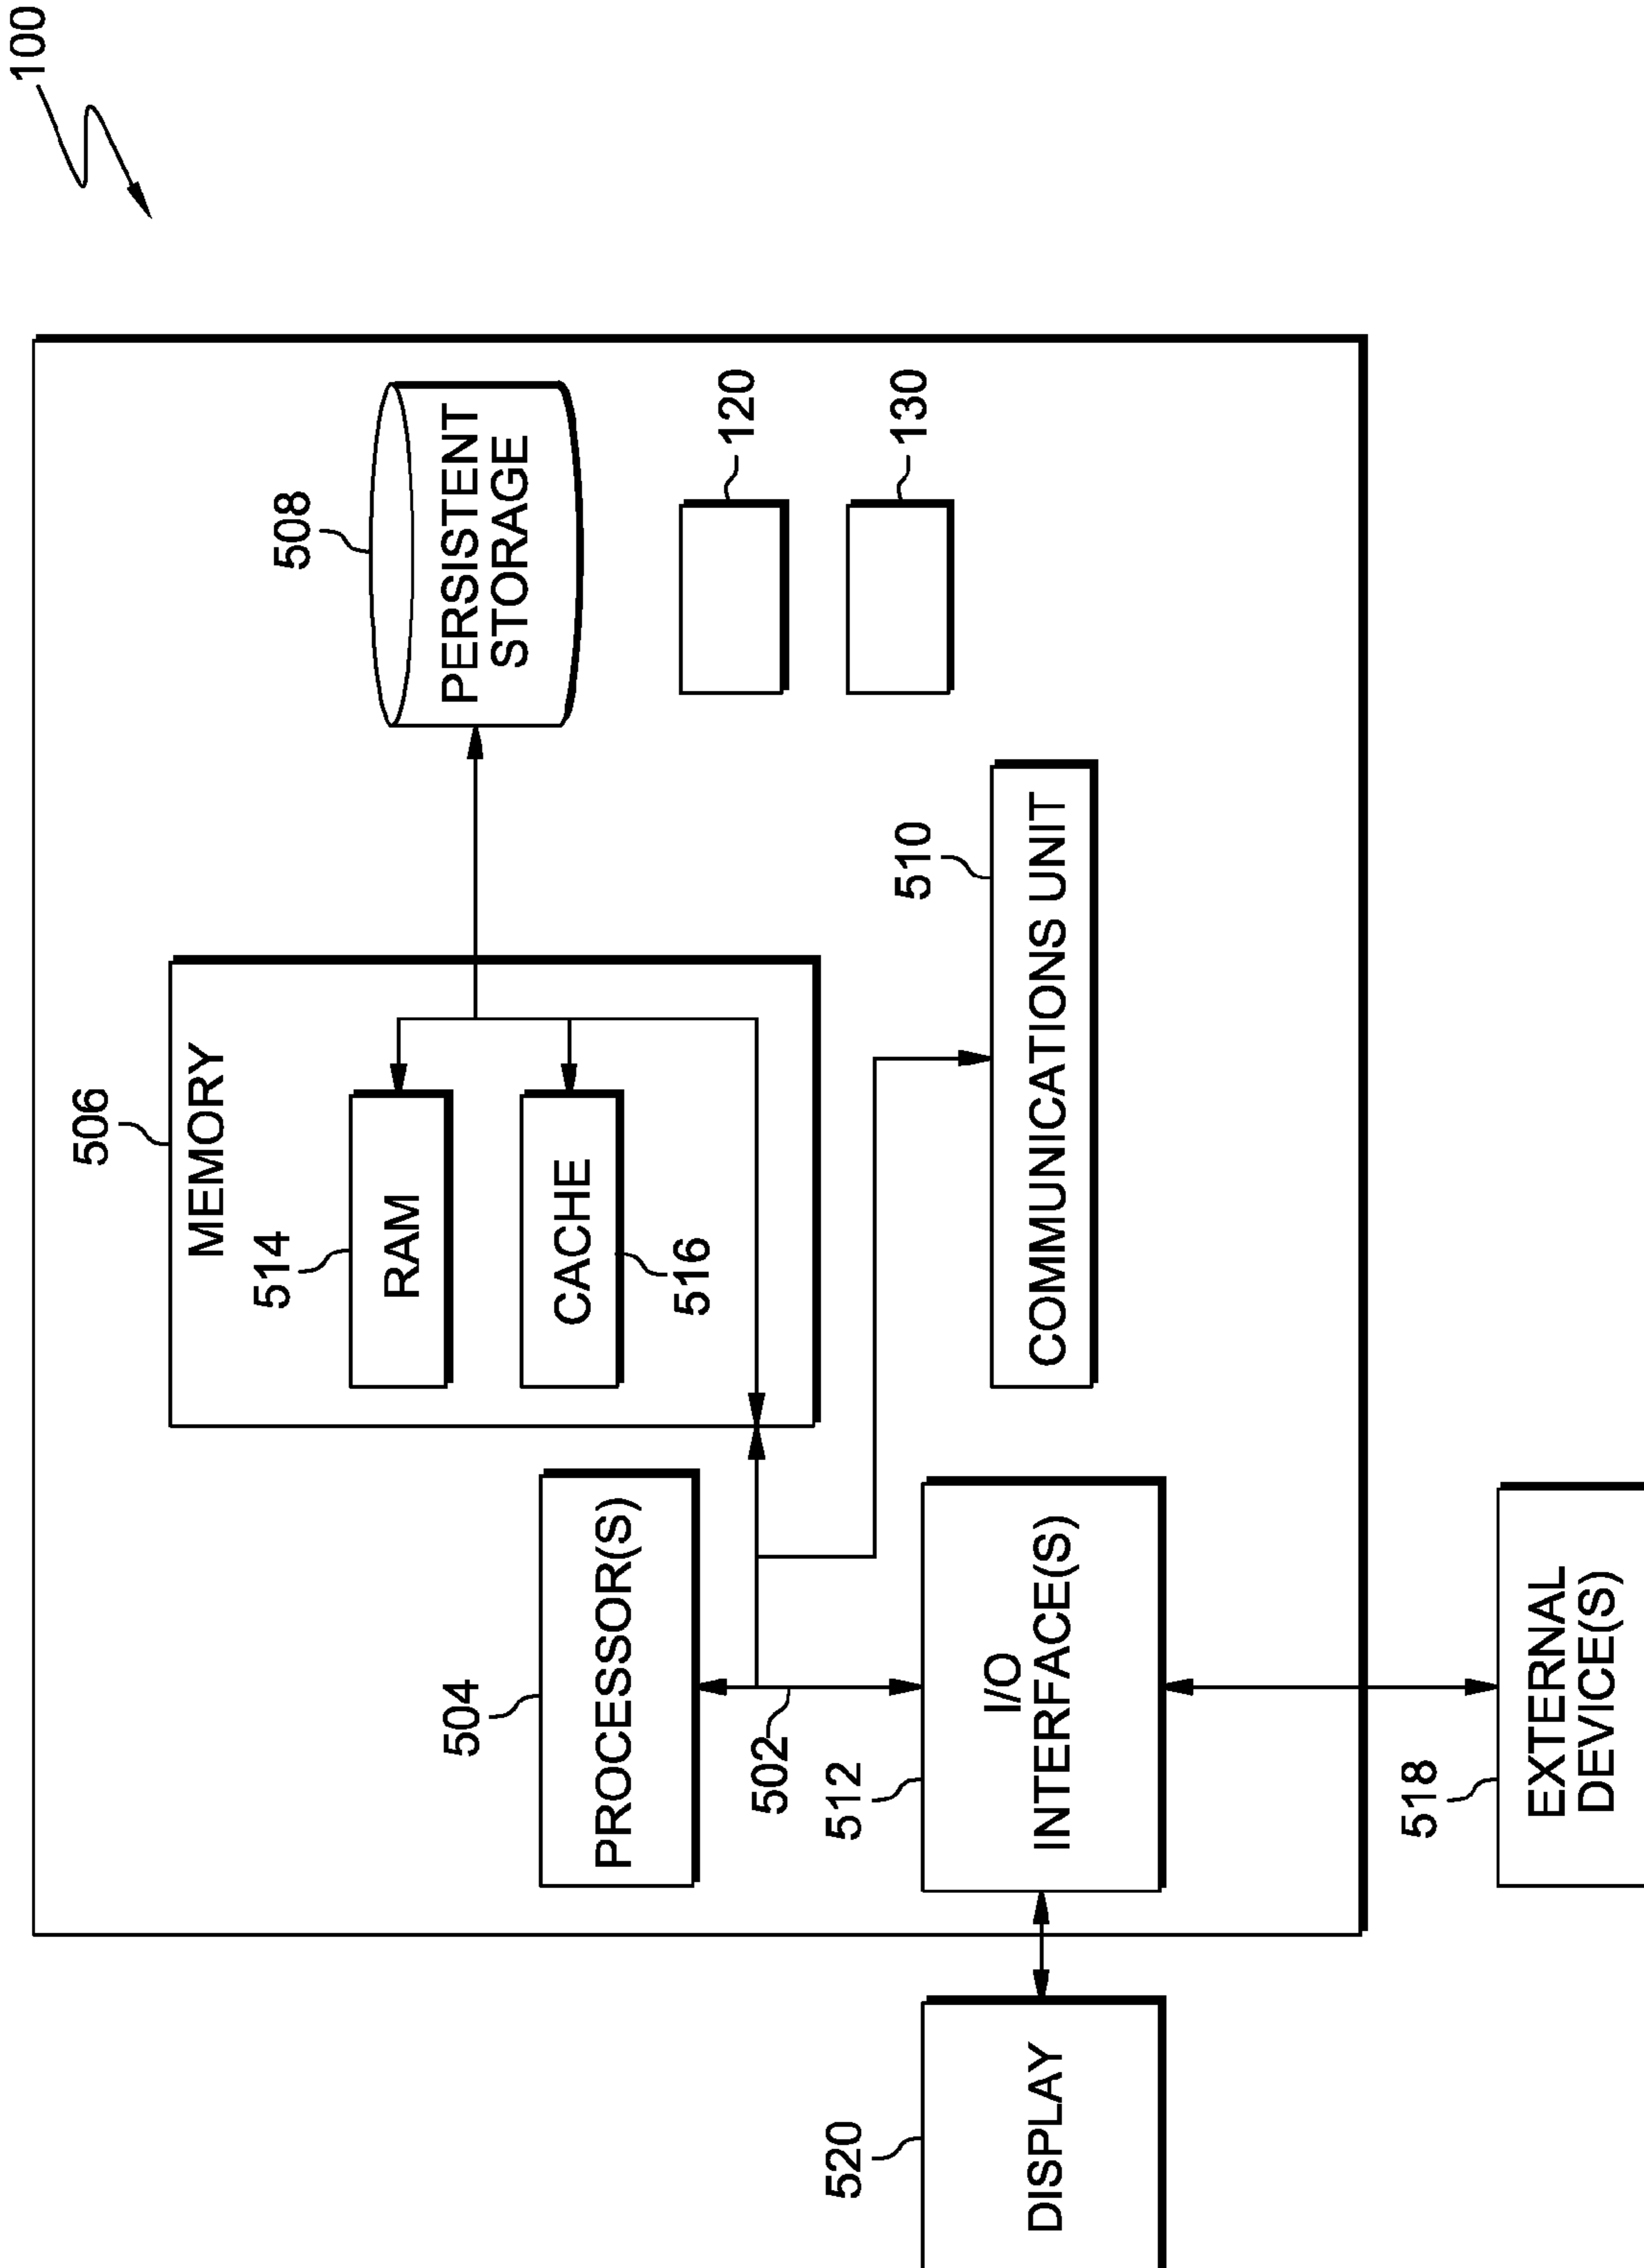 100
506
MEMORY
514
RAM
CACHE
516
508
PERSISTENT
STORAGE
120
130
504
PROCESSOR(S)
502
512
I/O
INTERFACE(S)
510
COMMUNICATIONS UNIT
520
DISPLAY
518
EXTERNAL
DEVICE(S)